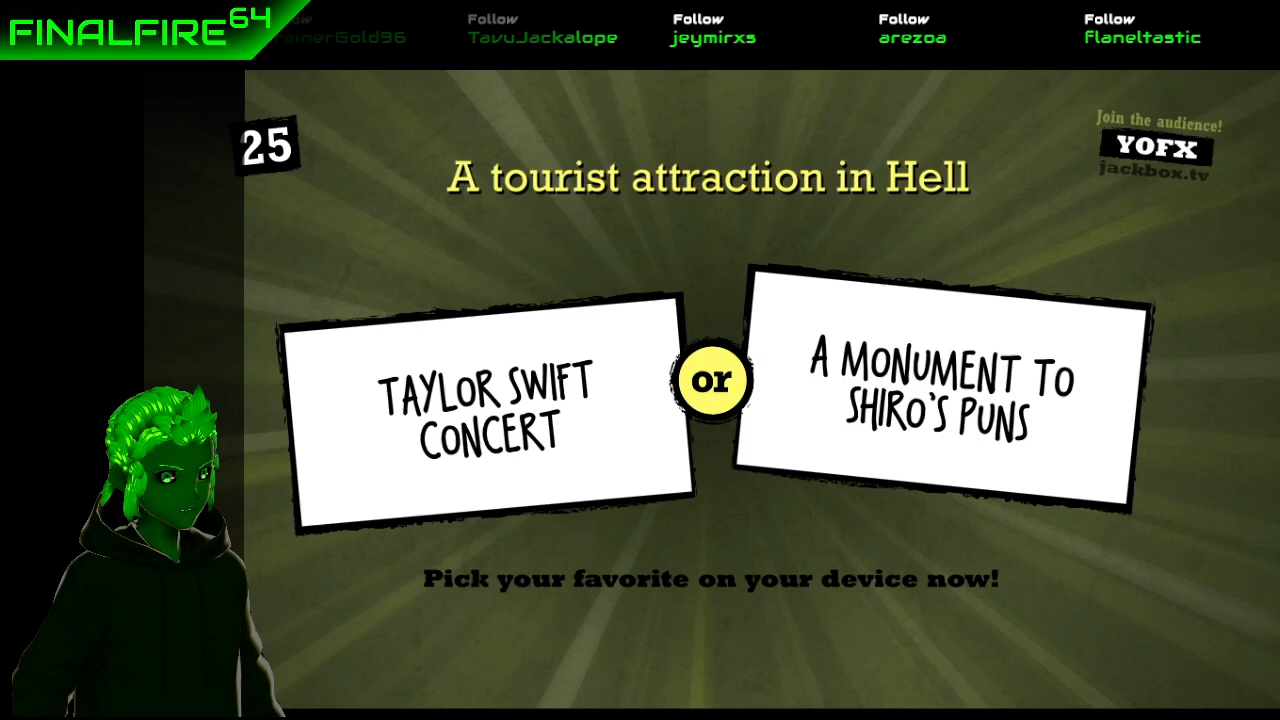 FINALFIRE64
Follow
Follow
Follow
Follow
TavuJackalope
jeymirxs
arezoa
Flaneltastic
25
Join the audience!
YOFX
jackbox.tv
A tourist attraction in Hell
TAYLOR SWIFT
CONCERT
or
A MONUMENT TO
SHIRO'S PUNS
Pick your favorite on your device now!